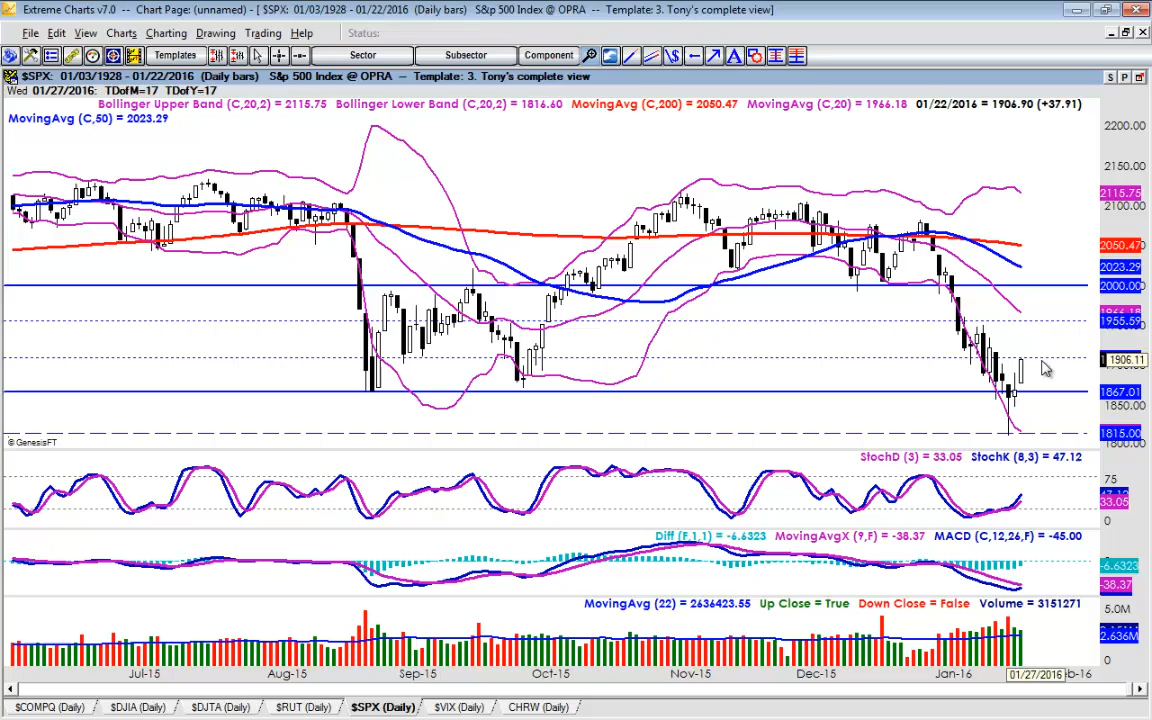 Extreme Charts v7.0 -- Chart Page: (unnamed) - [ $SPX: 01/03/1928 - 01/22/2016 (Daily bars) S&p 500 Index @ OPRA -- Template: 3. Tony's complete view]
File Edit View Charts Charting Drawing Trading Help Status:
Templates Sector Subsector Component
$SPX: 01/03/1928 - 01/22/2016 (Daily bars) S&p 500 Index @ OPRA -- Template: 3. Tony's complete view S P
Wed 01/27/2016: TDofM=17 TDofY=17
Bollinger Upper Band (C,20,2) = 2115.75 Bollinger Lower Band (C,20,2) = 1816.60 MovingAvg (C,200) = 2050.47 MovingAvg (C,20) = 1966.18 01/22/2016 = 1906.90 (+37.91)
MovingAvg (C,50) = 2023.29
2200.00
2150.00
2115.75
2100.00
2050.47
2023.29
2000.00
1955.59
1906.11
1867.01
1850.00
1815.00
© GenesisFT
StochD (3) = 33.05 StochK (8,3) = 47.12
75
33.05
0
Diff (F,1,1) = -6.6323 MovingAvgX (9,F) = -38.37 MACD (C,12,26,F) = -45.00
-6.6323
-38.37
MovingAvg (22) = 2636423.55 Up Close = True Down Close = False Volume = 3151271
5.0M
2.636M
0
Jul-15 Aug-15 Sep-15 Oct-15 Nov-15 Dec-15 Jan-16 01/27/2016 b-16
$COMPQ (Daily) $DJIA (Daily) $DJTA (Daily) $RUT (Daily) $SPX (Daily) $VIX (Daily) CHRW (Daily)